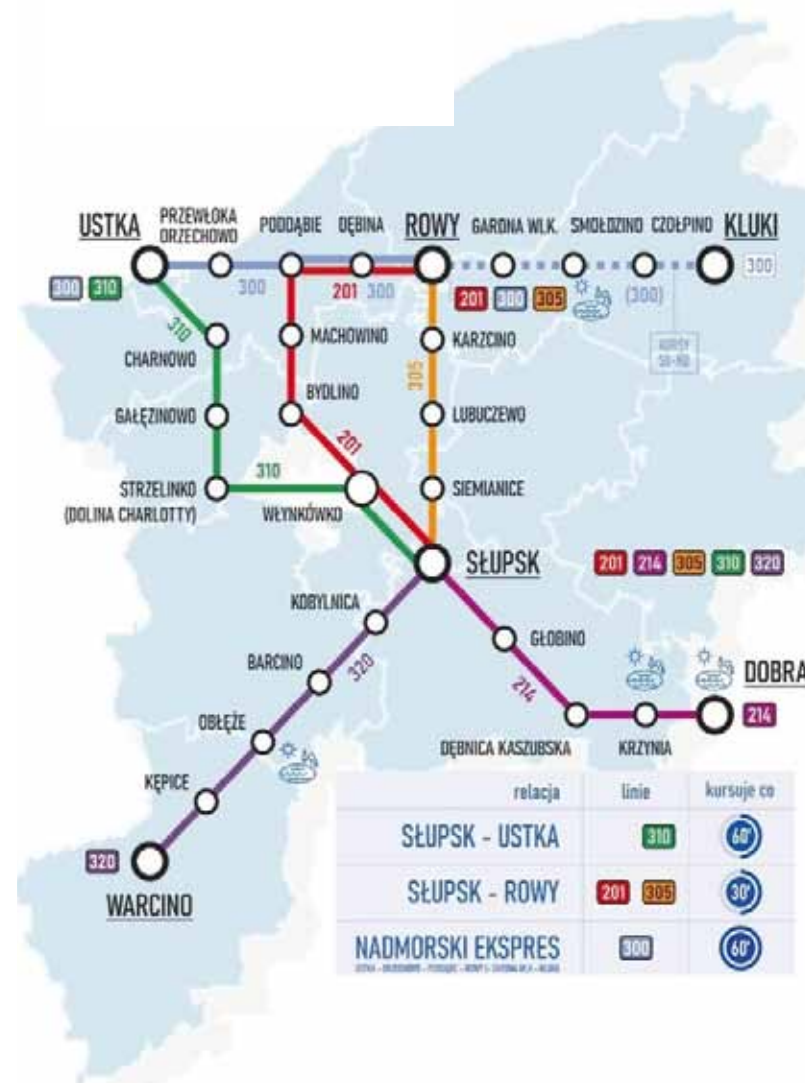 USTKA
PRZEWŁOKA
ORZECHOWO
PODDĄBIE
DĘBINA
ROWY
GARDNA WLK.
SMOŁDZINO
CZOŁPINO
KLUKI
300
300 310
300
201 300
201 300 305
(300)
310
CHARNOWO
MACHOWINO
305
KARZCINO
KURSY
SO-ND
GAŁĘZINOWO
BYDLINO
LUBUCZEWO
201
310
STRZELINKO
(DOLINA CHARLOTTY)
WŁYNKÓWKO
SIEMIANICE
SŁUPSK
201 214 305 310 320
KOBYLNICA
GŁOBINO
BARCINO
320
214
DOBRA
214
OBŁĘŻE
DĘBNICA KASZUBSKA
KRZYNIA
KĘPICE
320
WARCINO
relacja linie kursuje co
SŁUPSK - USTKA 310 60'
SŁUPSK - ROWY 201 305 30'
NADMORSKI EKSPRES 300 60'